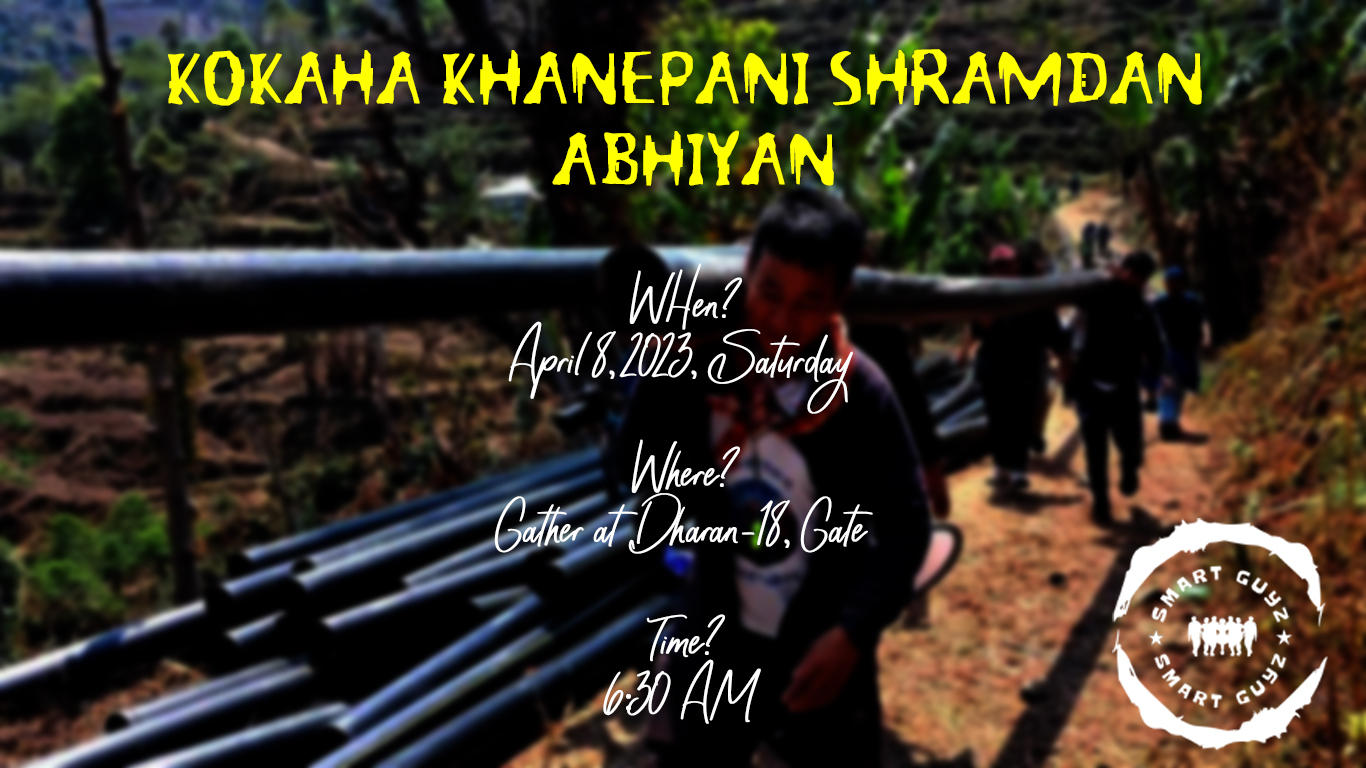 KOKAHA KHANEPANI SHRAMDAN
ABHIYAN
WHen?
April 8, 2023, Saturday
Where?
Gather at Dharan-18, Gate
Time?
6:30 AM
SMART GUYZ
SMART GUYZ